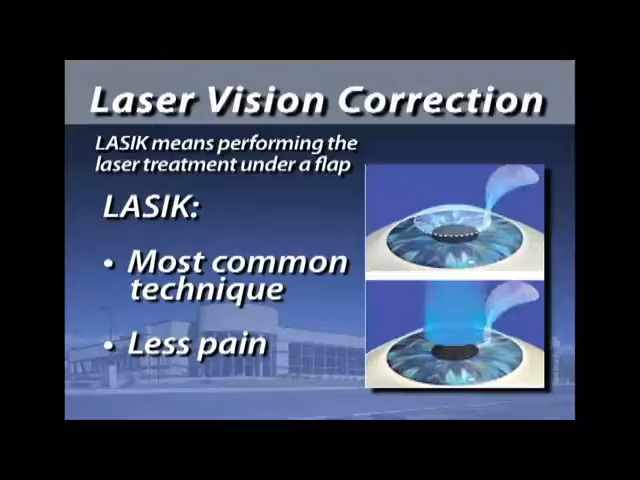 Laser Vision Correction
LASIK means performing the
laser treatment under a flap
LASIK:
• Most common
technique
• Less pain